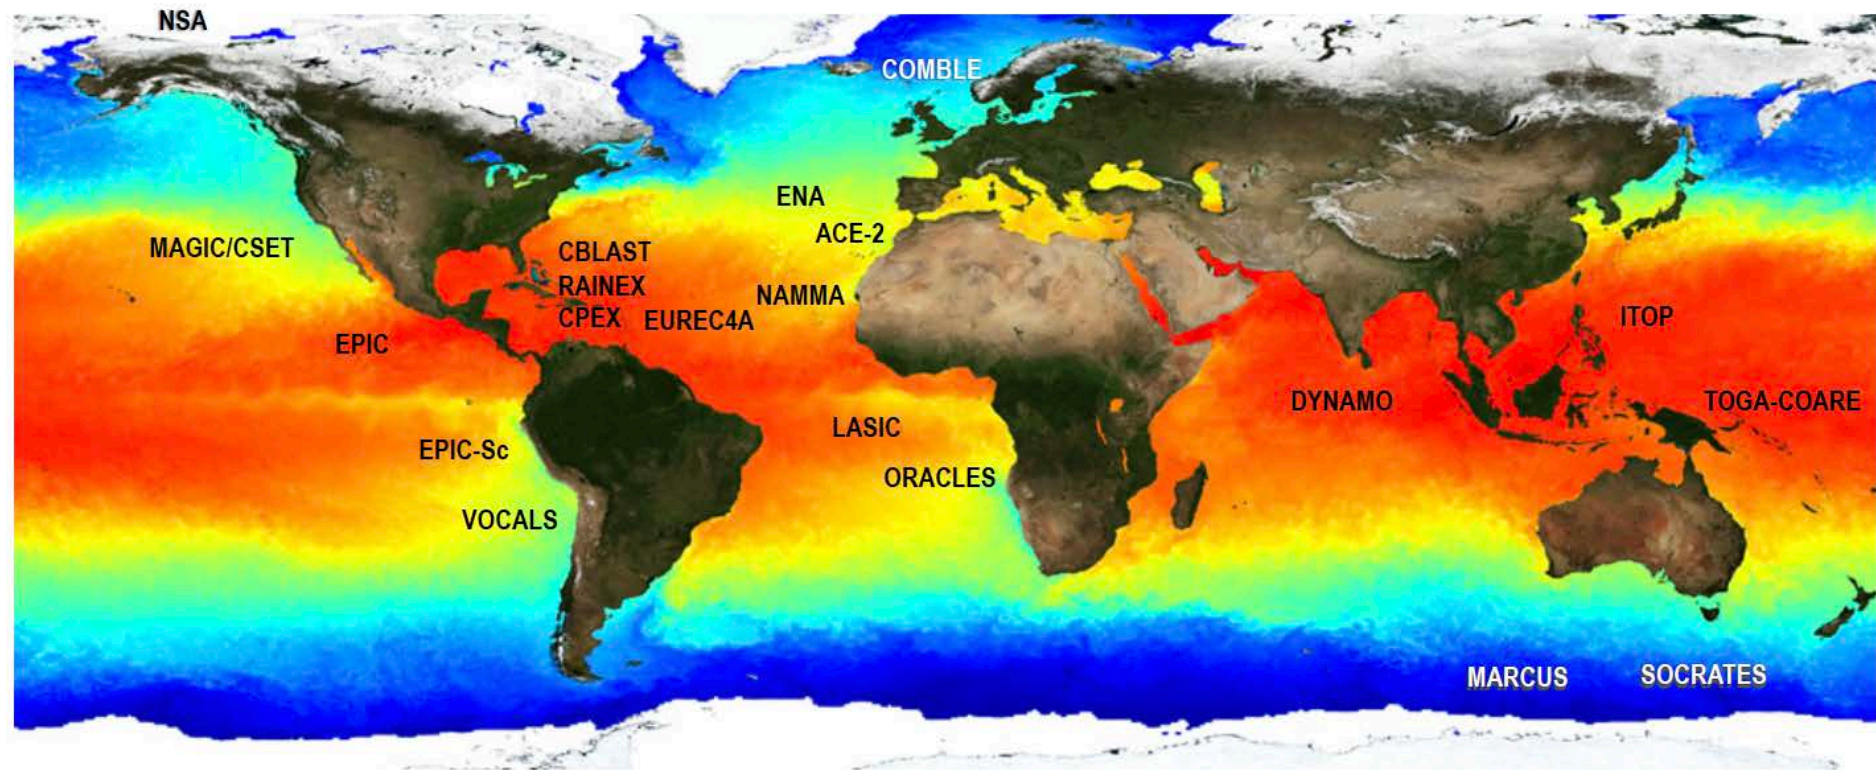 NSA
COMBLE
ENA
ACE-2
MAGIC/CSET
CBLAST
RAINEX
NAMMA
CPEX
EUREC4A
ITOP
EPIC
DYNAMO
TOGA-COARE
LASIC
EPIC-Sc
ORACLES
VOCALS
MARCUS
SOCRATES